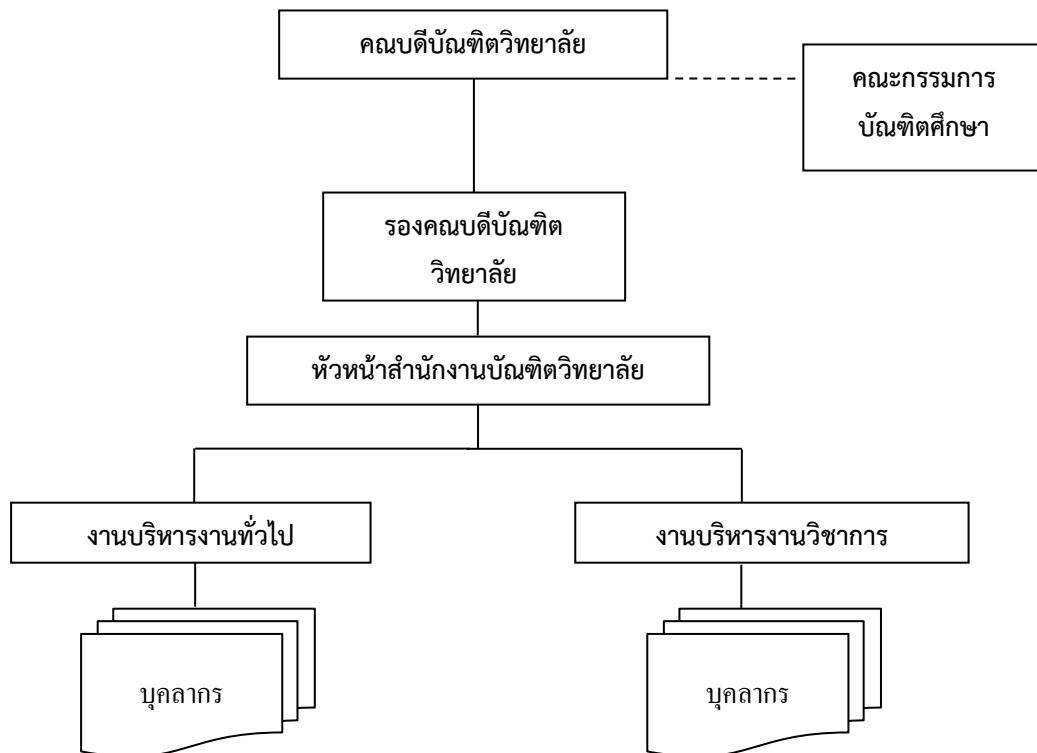 คณบดีบัณฑิตวิทยาลัย
คณะกรรมการ
บัณฑิตศึกษา
รองคณบดีบัณฑิต
วิทยาลัย
หัวหน้าสำนักงานบัณฑิตวิทยาลัย
งานบริหารงานทั่วไป
งานบริหารงานวิชาการ
บุคลากร
บุคลากร